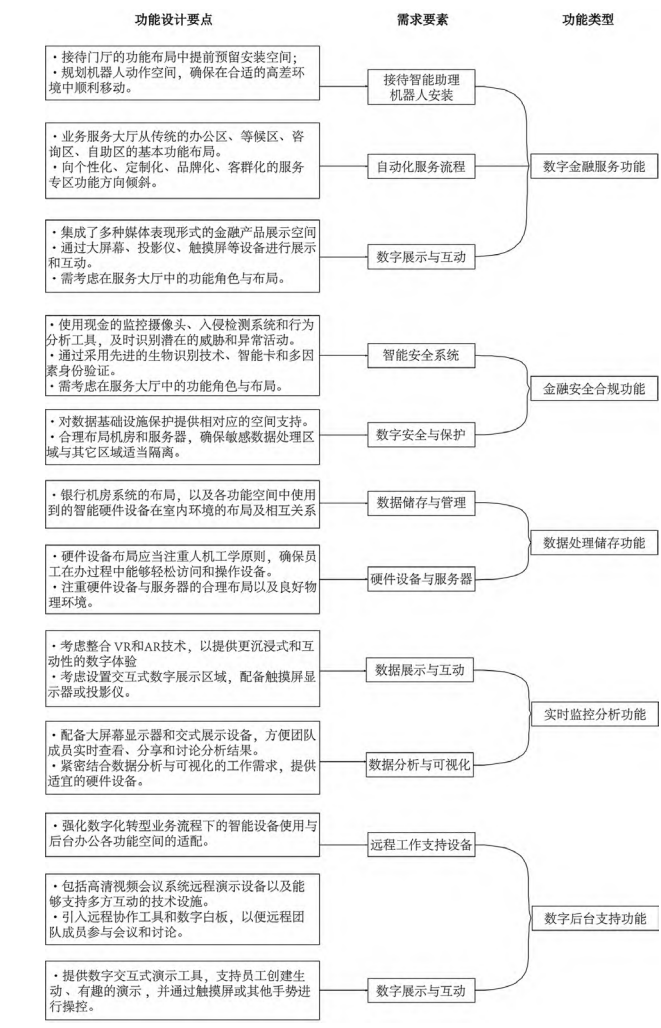 功能设计要点
需求要素
功能类型
・接待门厅的功能布局中提前预留安装空间；
・规划机器人动作空间，确保在合适的高差环
境中顺利移动。
接待智能助理
机器人安装
・业务服务大厅从传统的办公区、等候区、咨
询区、自助区的基本功能布局。
・向个性化、定制化、品牌化、客群化的服务
专区功能方向倾斜。
自动化服务流程
数字金融服务功能
・集成了多种媒体表现形式的金融产品展示空间
・通过大屏幕、投影仪、触摸屏等设备进行展示
和互动。
・需考虑在服务大厅中的功能角色与布局。
数字展示与互动
・使用现金的监控摄像头、入侵检测系统和行为
分析工具，及时识别潜在的威胁和异常活动。
・通过采用先进的生物识别技术、智能卡和多因
素身份验证。
・需考虑在服务大厅中的功能角色与布局。
智能安全系统
金融安全合规功能
・对数据基础设施保护提供相对应的空间支持。
・合理布局机房和服务器，确保敏感数据处理区
域与其它区域适当隔离。
数字安全与保护
・银行机房系统的布局，以及各功能空间中使用
到的智能硬件设备在室内环境的布局及相互关系
数据储存与管理
数据处理储存功能
・硬件设备布局应当注重人机工学原则，确保员
工在办过程中能够轻松访问和操作设备。
・注重硬件设备与服务器的合理布局以及良好物
理环境。
硬件设备与服务器
・考虑整合 VR和AR技术，以提供更沉浸式和互
动性的数字体验
・考虑设置交互式数字展示区域，配备触摸屏显
示器或投影仪。
数据展示与互动
实时监控分析功能
・配备大屏幕显示器和交式展示设备，方便团队
成员实时查看、分享和讨论分析结果。
・紧密结合数据分析与可视化的工作需求，提供
适宜的硬件设备。
数据分析与可视化
・强化数字化转型业务流程下的智能设备使用与
后台办公各功能空间的适配。
远程工作支持设备
・包括高清视频会议系统远程演示设备以及能
够支持多方互动的技术设施。
・引入远程协作工具和数字白板，以便远程团
队成员参与会议和讨论。
数字后台支持功能
・提供数字交互式演示工具，支持员工创建生
动、有趣的演示，并通过触摸屏或其他手势进
行操控。
数字展示与互动